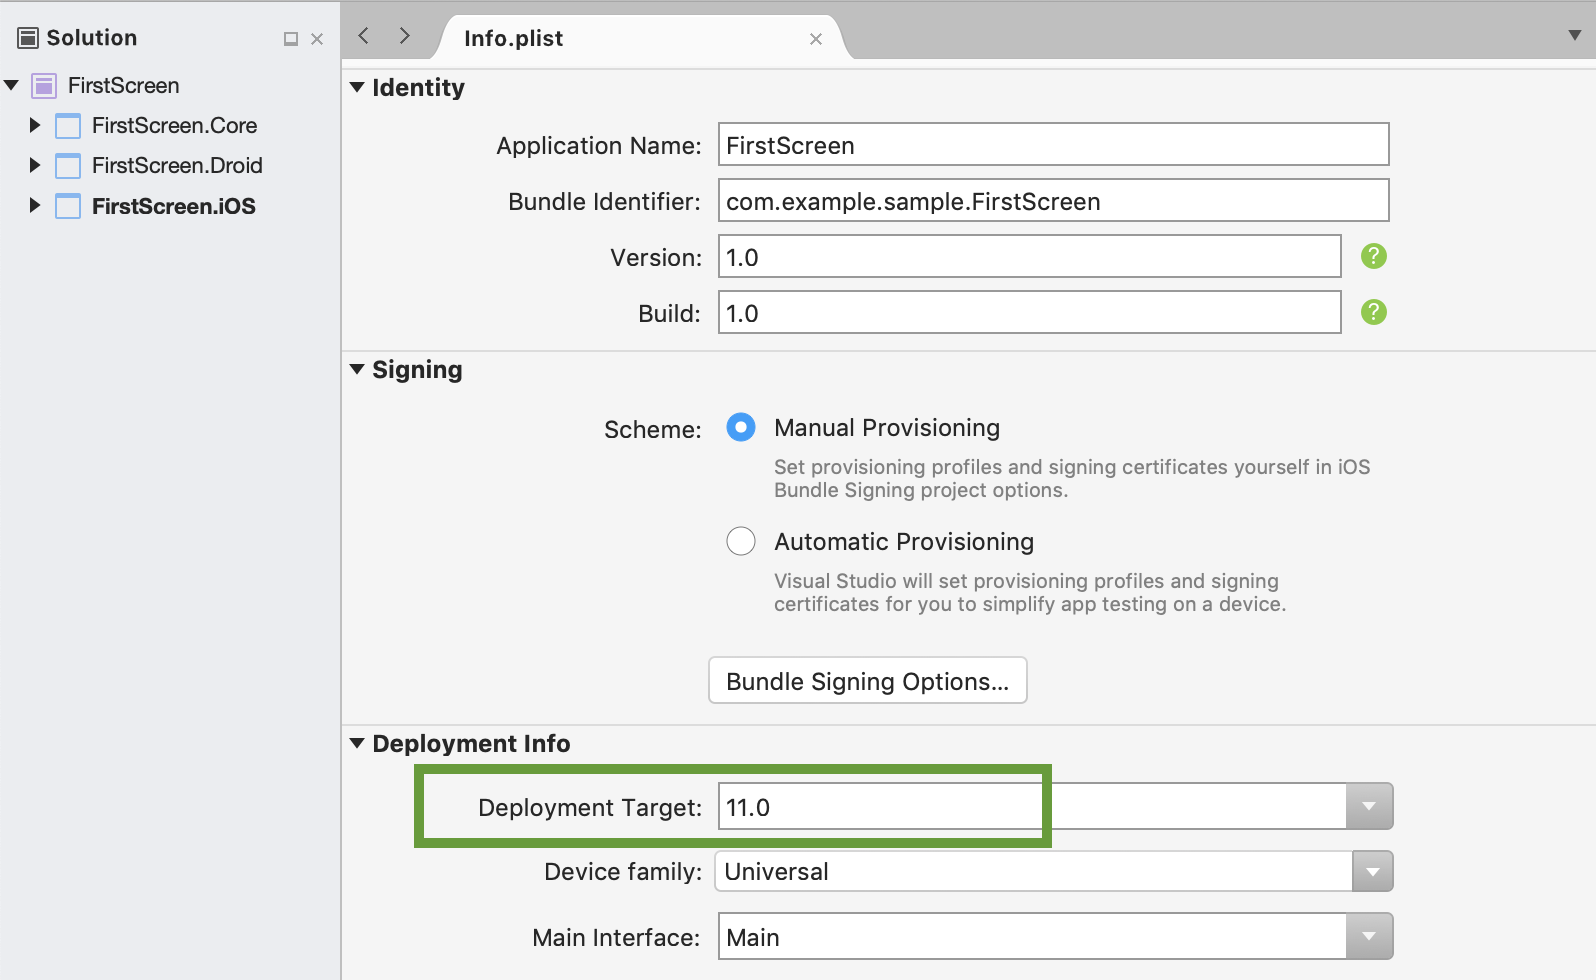 Solution
FirstScreen
FirstScreen.Core
FirstScreen.Droid
FirstScreen.iOS
Info.plist
Identity
Application Name: FirstScreen
Bundle Identifier: com.example.sample.FirstScreen
Version: 1.0 ?
Build: 1.0 ?
Signing
Scheme: Manual Provisioning
Set provisioning profiles and signing certificates yourself in iOS
Bundle Signing project options.
Automatic Provisioning
Visual Studio will set provisioning profiles and signing
certificates for you to simplify app testing on a device.
Bundle Signing Options...
Deployment Info
Deployment Target: 11.0
Device family: Universal
Main Interface: Main